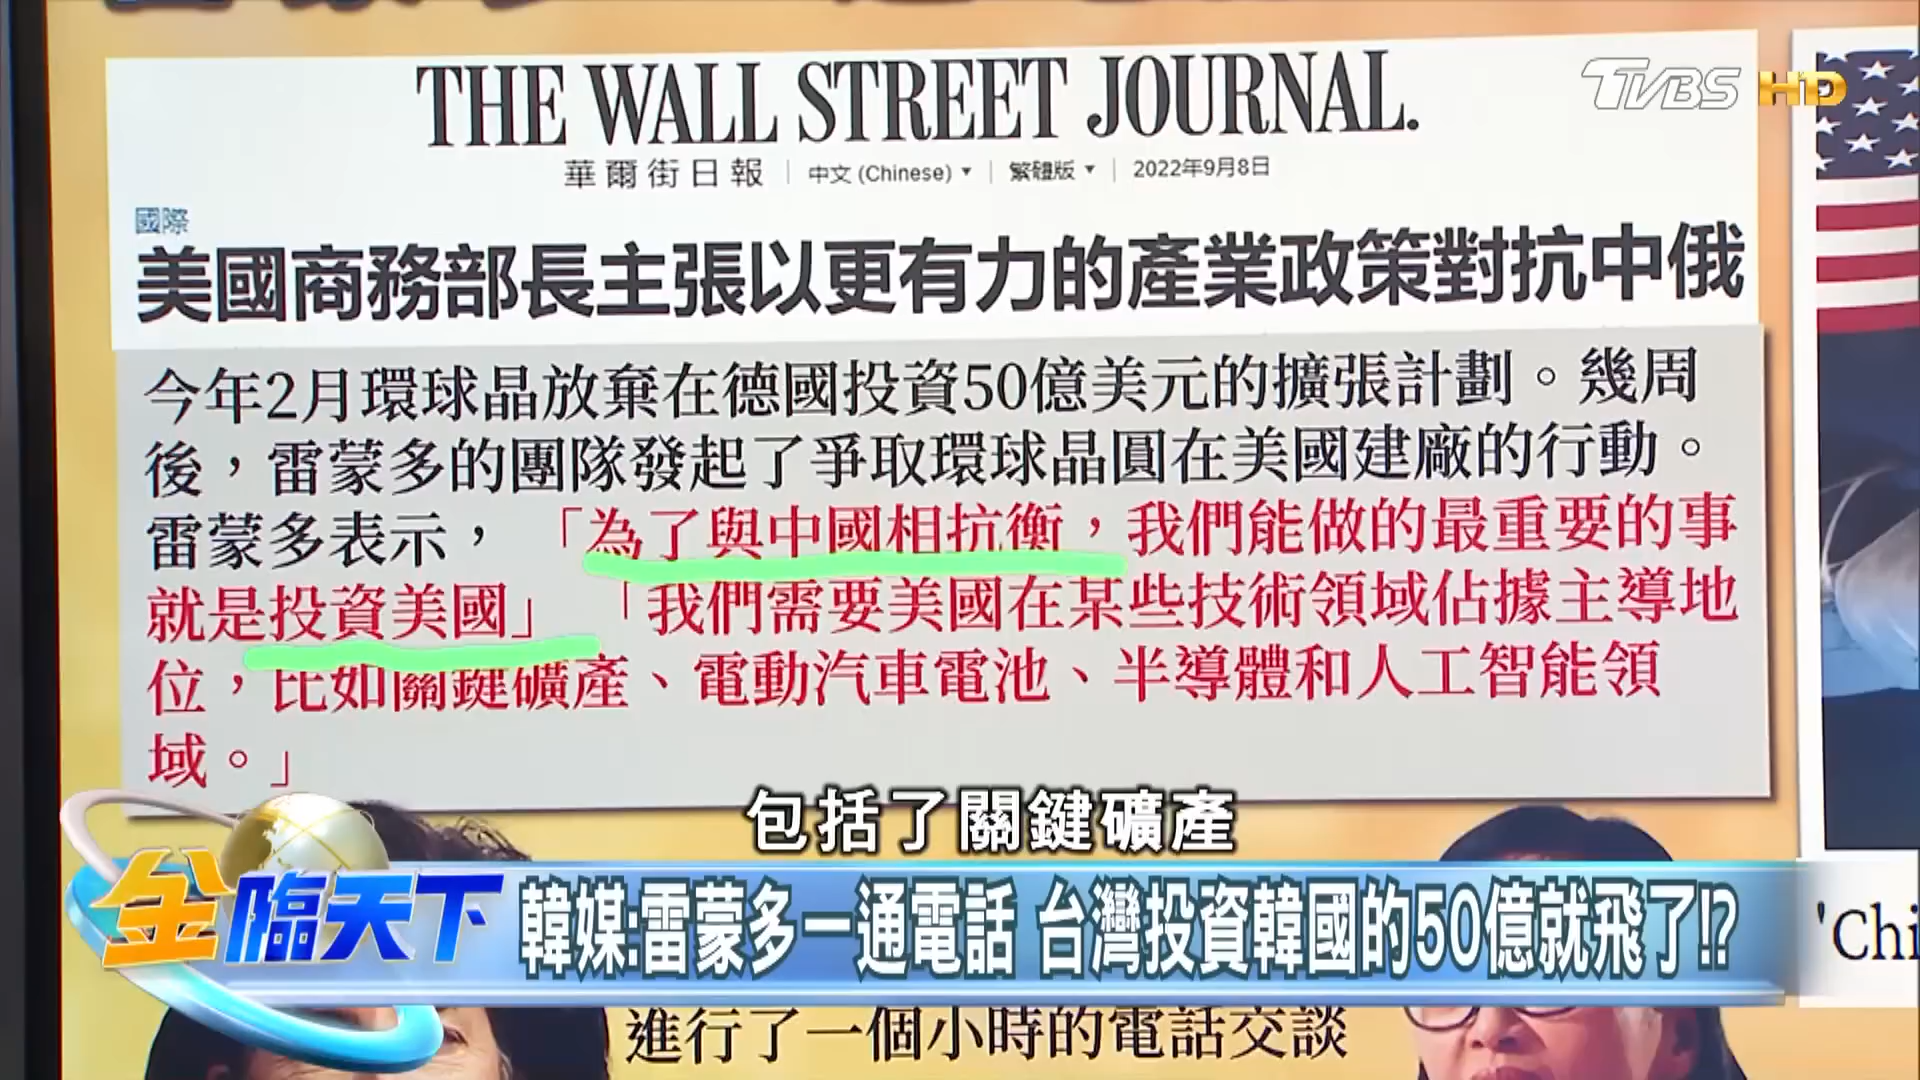 TVBS HD
THE WALL STREET JOURNAL.
華爾街日報 | 中文 (Chinese) ▼ | 繁體版 ▼ | 2022年9月8日
國際
美國商務部長主張以更有力的產業政策對抗中俄
今年2月環球晶放棄在德國投資50億美元的擴張計劃。幾周
後，雷蒙多的團隊發起了爭取環球晶圓在美國建廠的行動。
雷蒙多表示，「為了與中國相抗衡，我們能做的最重要的事
就是投資美國」「我們需要美國在某些技術領域佔據主導地
位，比如關鍵礦產、電動汽車電池、半導體和人工智能領
域。」
包括了關鍵礦產
金臨天下
韓媒:雷蒙多一通電話 台灣投資韓國的50億就飛了!?
'Chi
進行了一個小時的電話交談